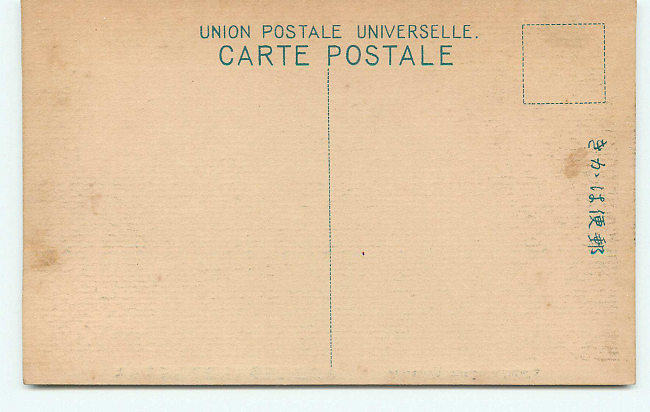 UNION POSTALE UNIVERSELLE.
CARTE POSTALE
郵便はかき